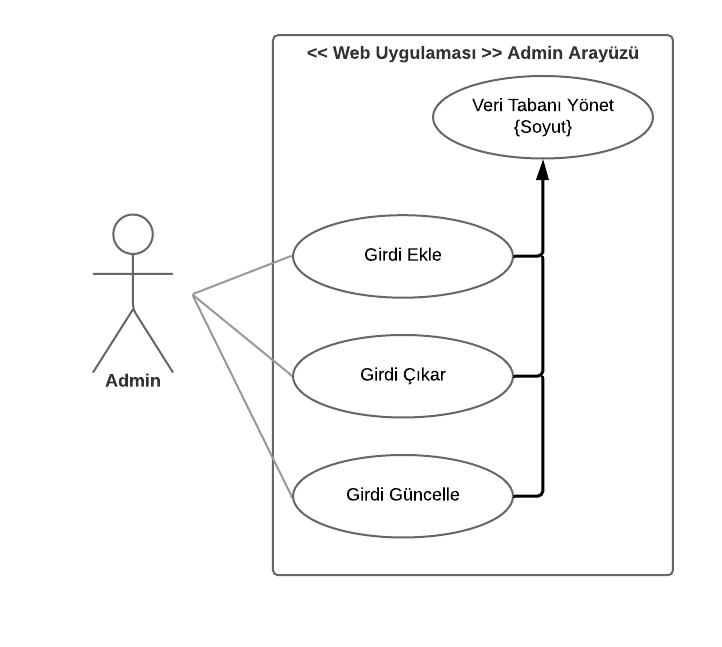 << Web Uygulaması >> Admin Arayüzü
Veri Tabanı Yönet
{Soyut}
Girdi Ekle
Girdi Çıkar
Admin
Girdi Güncelle